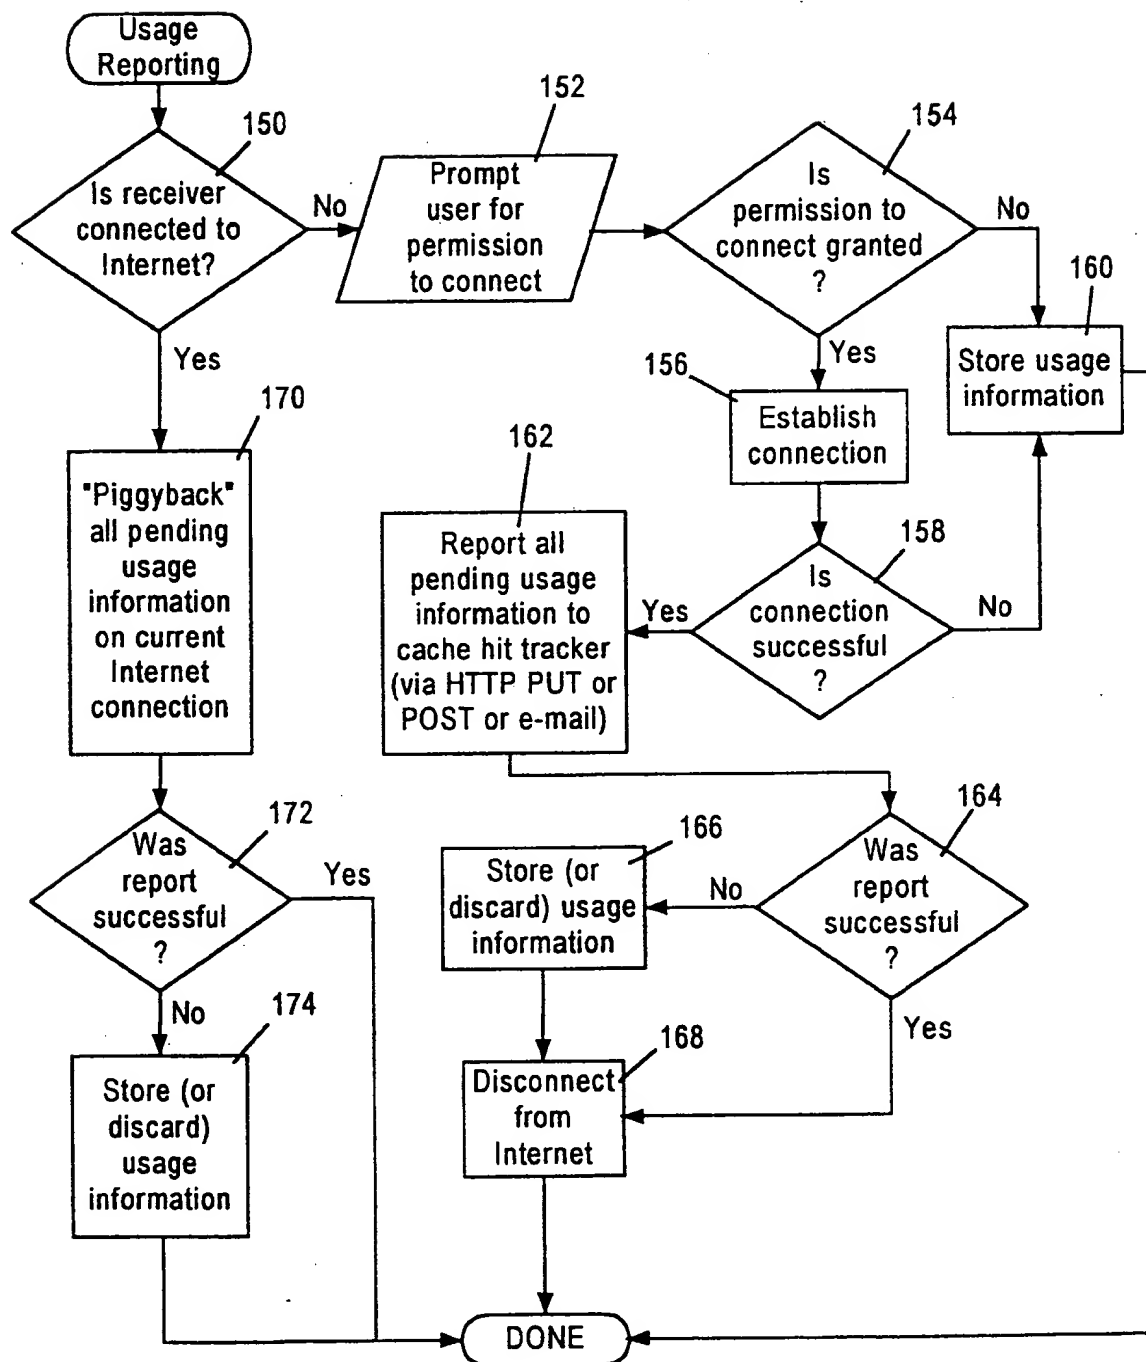 Usage
Reporting
150
Is receiver
connected to
Internet?
No
152
Prompt
user for
permission
to connect
154
Is
permission to
connect granted
?
No
160
Store usage
information
Yes
156
Establish
connection
158
Is
connection
successful
?
No
Yes
162
Report all
pending usage
information to
cache hit tracker
(via HTTP PUT or
POST or e-mail)
164
Was
report
successful
?
No
Yes
166
Store (or
discard) usage
information
168
Disconnect
from
Internet
Yes
170
"Piggyback"
all pending
usage
information
on current
Internet
connection
172
Was
report
successful
?
Yes
No
174
Store (or
discard)
usage
information
DONE